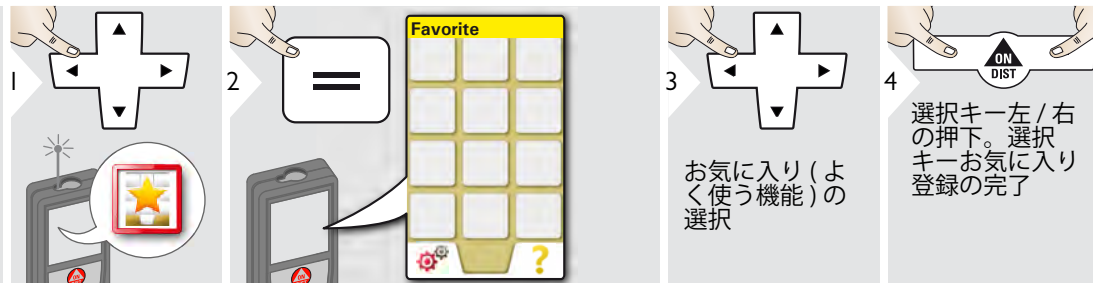 1
2
=
Favorite
?
ON
DIST
3
お気に入り ( よ
く使う機能 ) の
選択
4
ON
DIST
選択キー左 / 右
の押下。選択
キーお気に入り
登録の完了